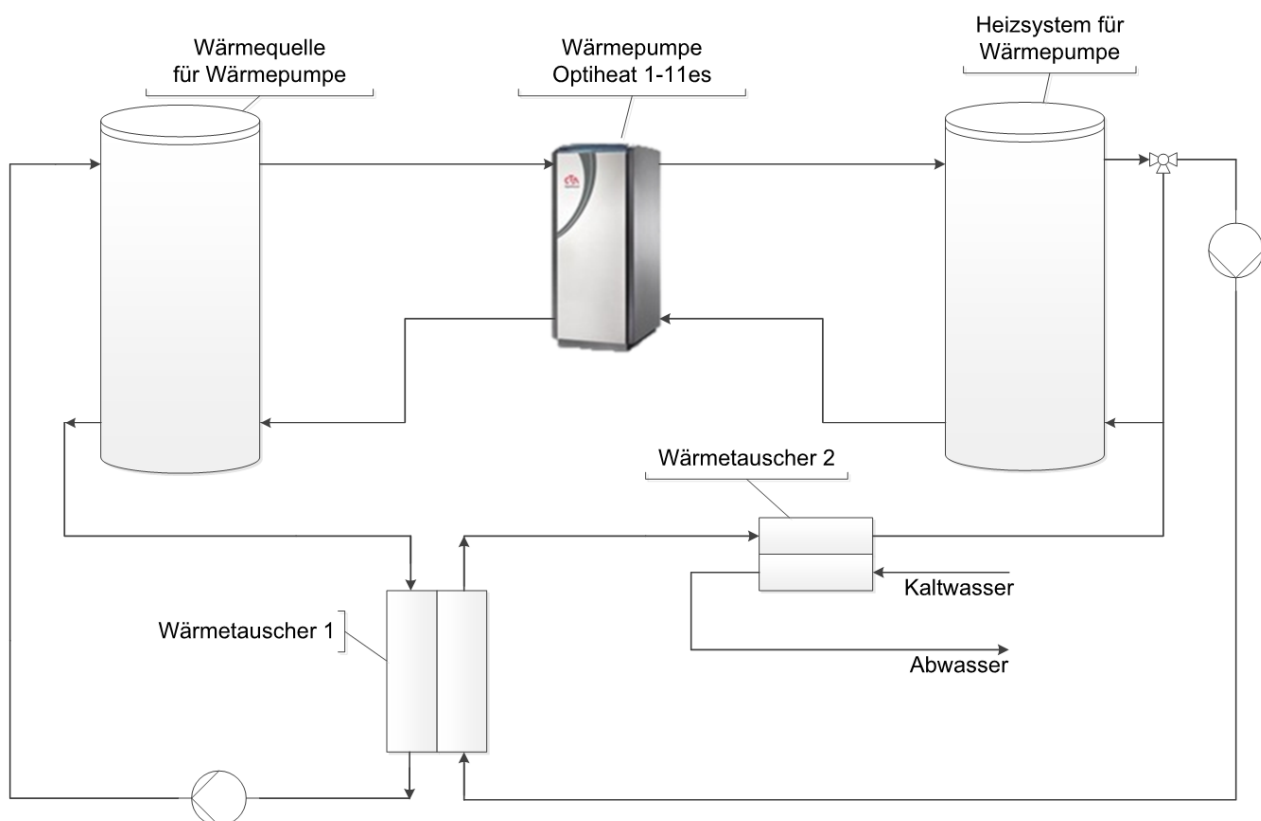 Wärmequelle
für Wärmepumpe
Wärmepumpe
Optiheat 1-11es
Heizsystem für
Wärmepumpe
Wärmetauscher 2
Kaltwasser
Wärmetauscher 1
Abwasser